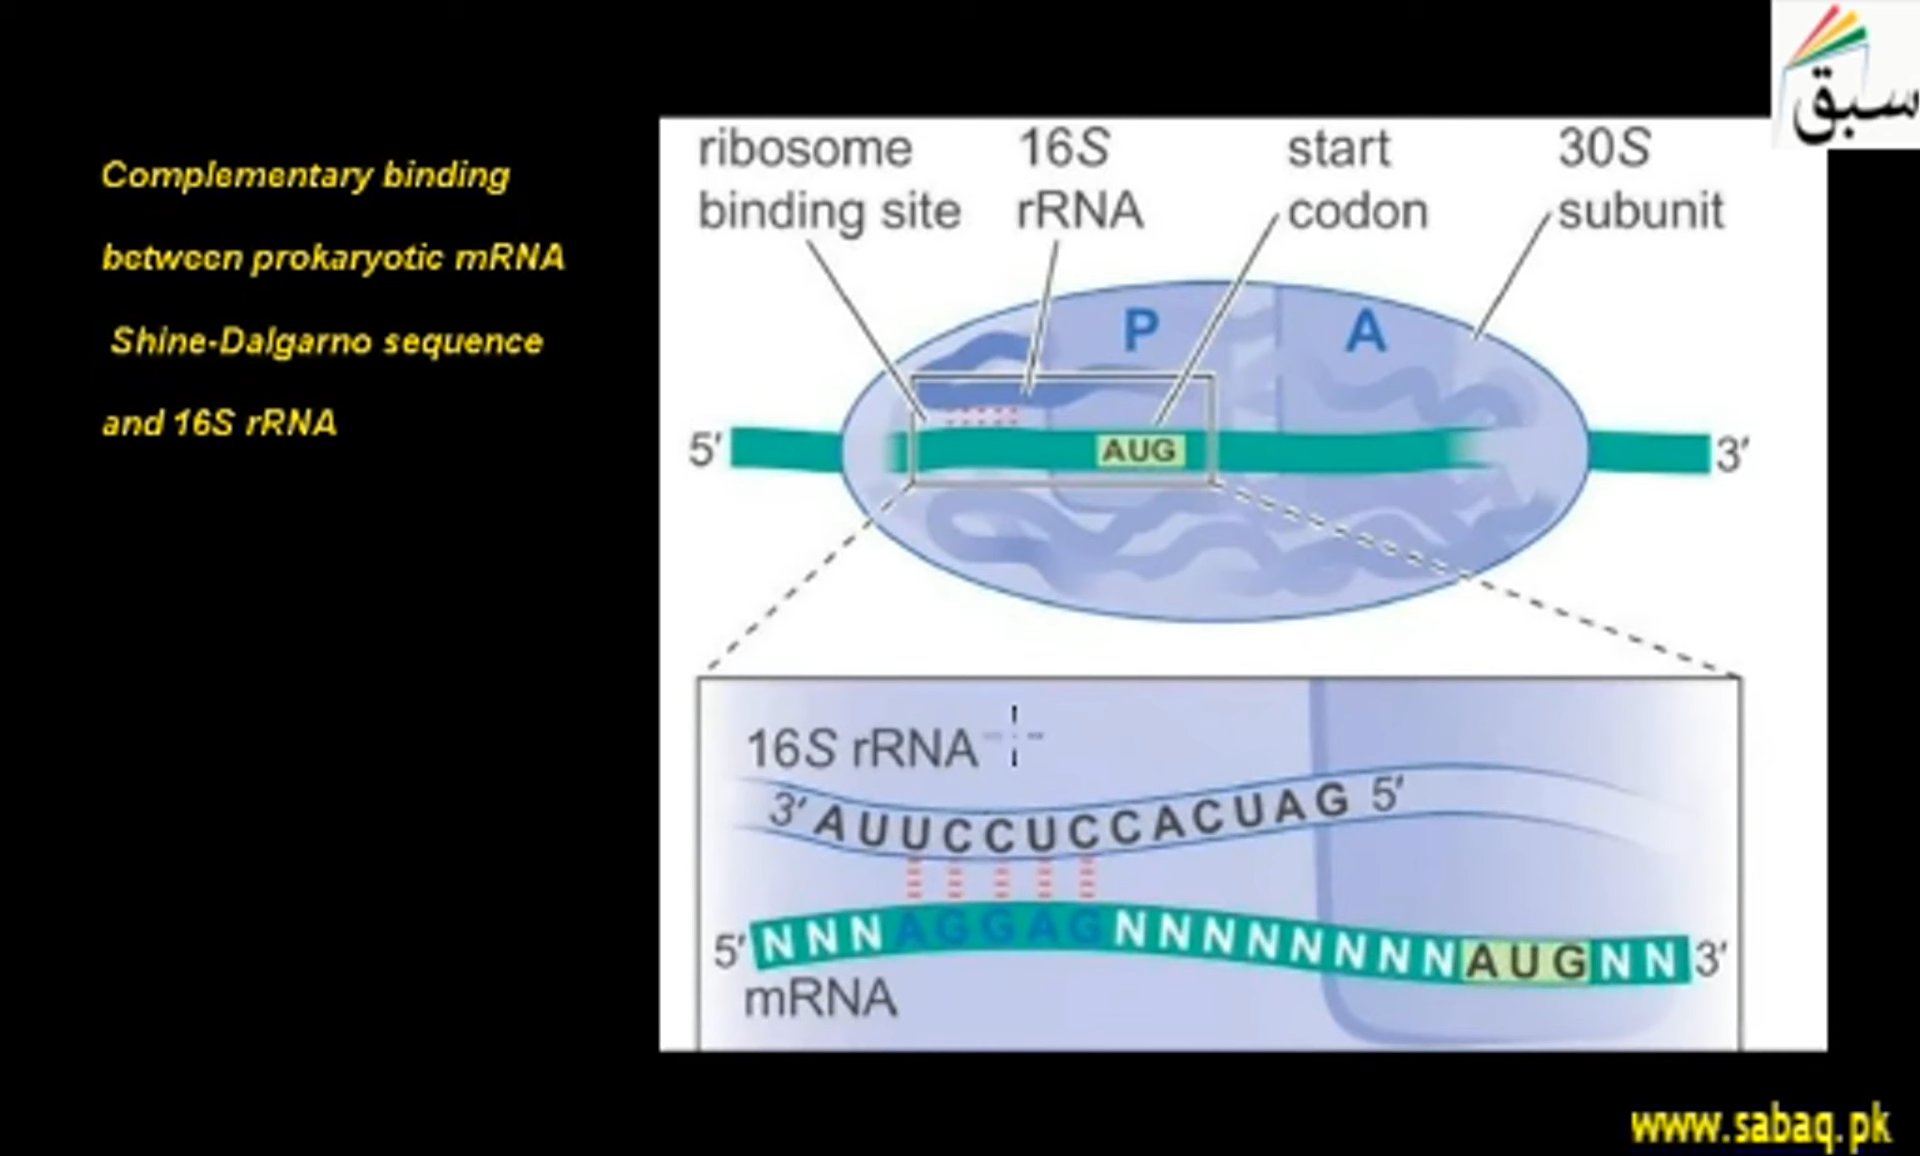 سبق
Complementary binding
between prokaryotic mRNA
Shine-Dalgarno sequence
and 16S rRNA
ribosome
binding site
16S
rRNA
start
codon
30S
subunit
P
A
5′
AUG
3′
16S rRNA
3′ AUUCCUCCACUAG 5′
5′ NNNAGGAGNNNNNNNNAUGNN 3′
mRNA
www.sabaq.pk